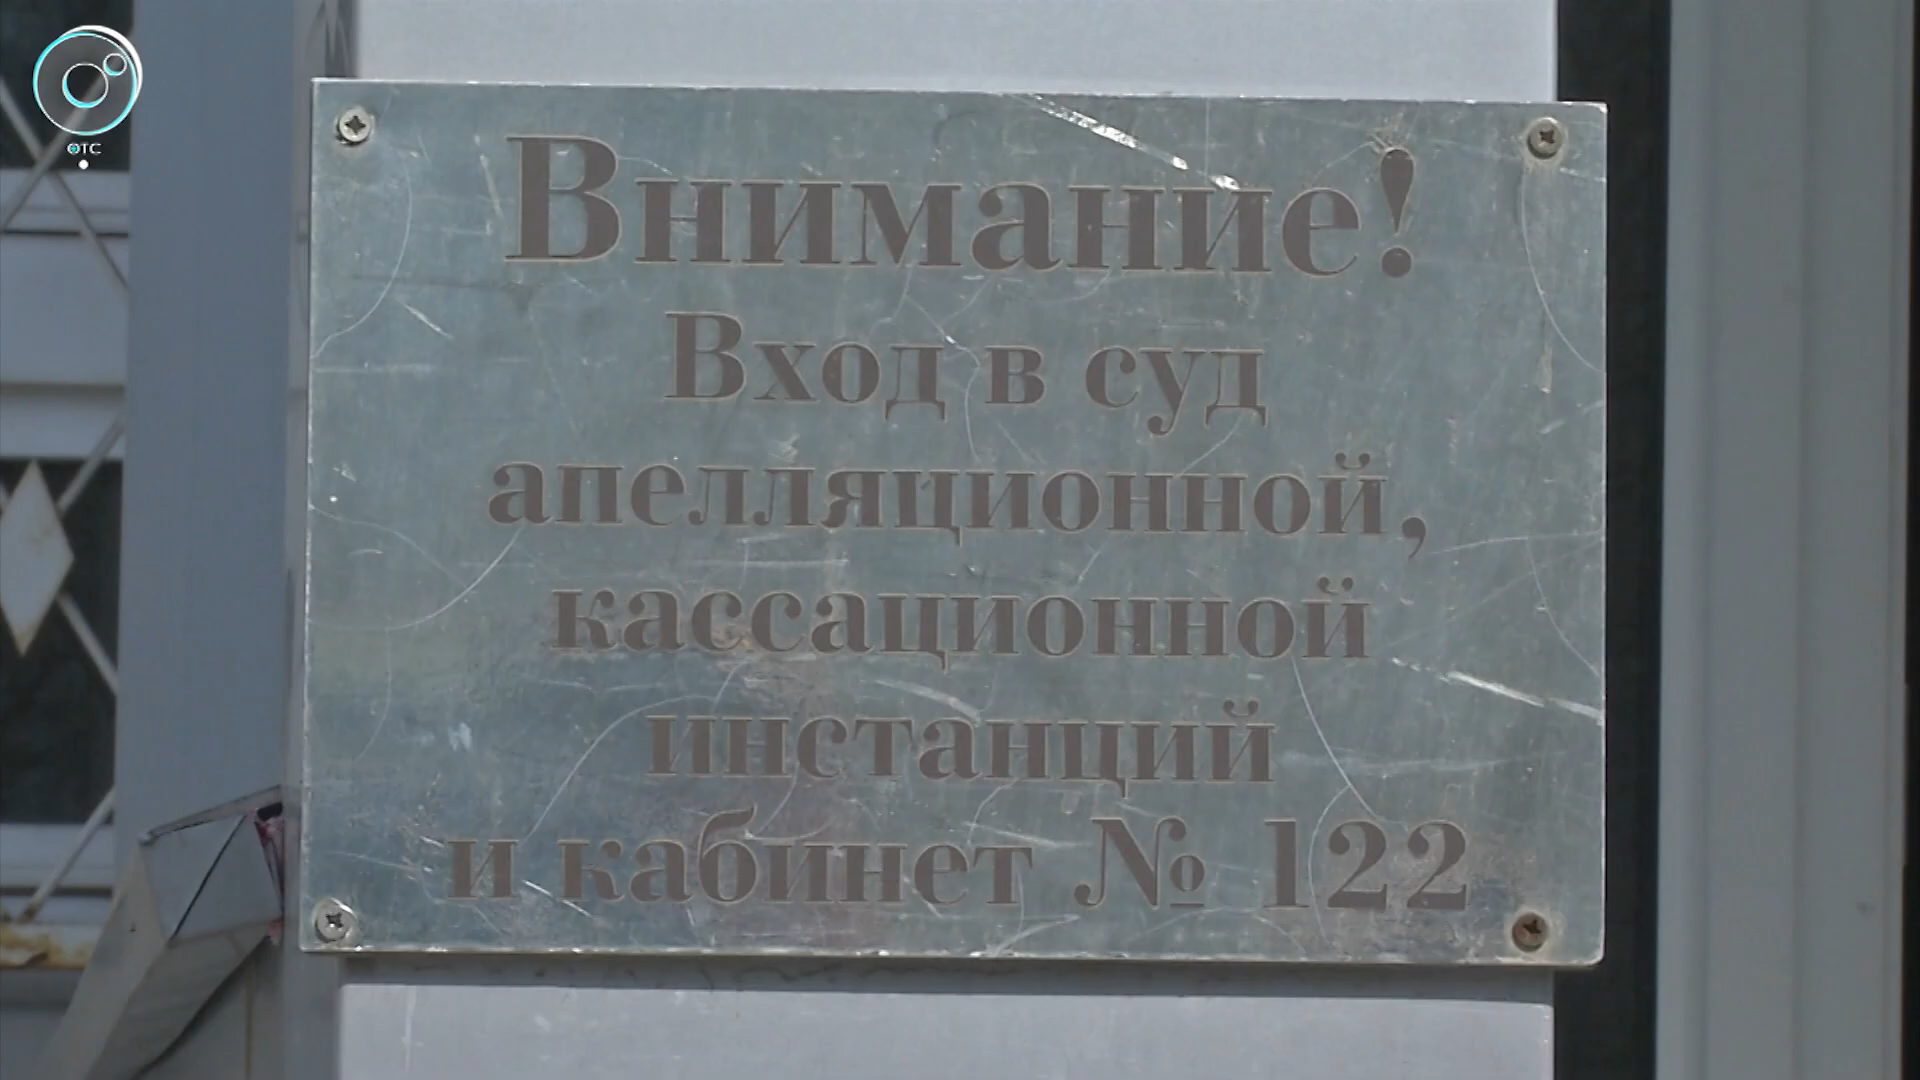 ОТС
Внимание!
Вход в суд
апелляционной,
кассационной
инстанций
и кабинет № 122